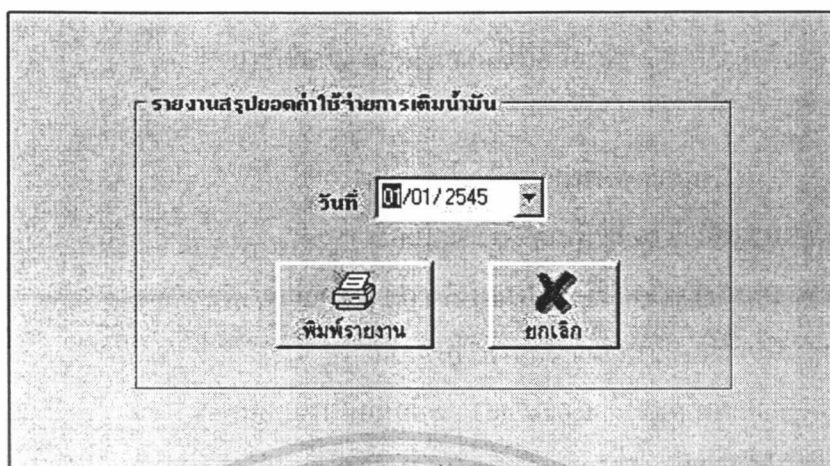 รายงานสรุปยอดค่าใช้จ่ายการเติมน้ำมัน
วันที่ 01/01/2545
พิมพ์รายงาน ยกเลิก